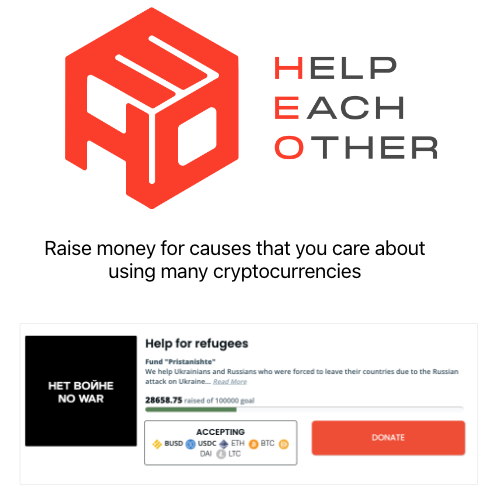 HELP
EACH
OTHER
Raise money for causes that you care about
using many cryptocurrencies
Help for refugees
Fund "Pristanishte"
We help Ukrainians and Russians who were forced to leave their countries due to the Russian
attack on Ukraine... Read More
НЕТ ВОЙНЕ
NO WAR
28658.75 raised of 100000 goal
ACCEPTING
BUSD USDC ETH BTC
DAI LTC
DONATE